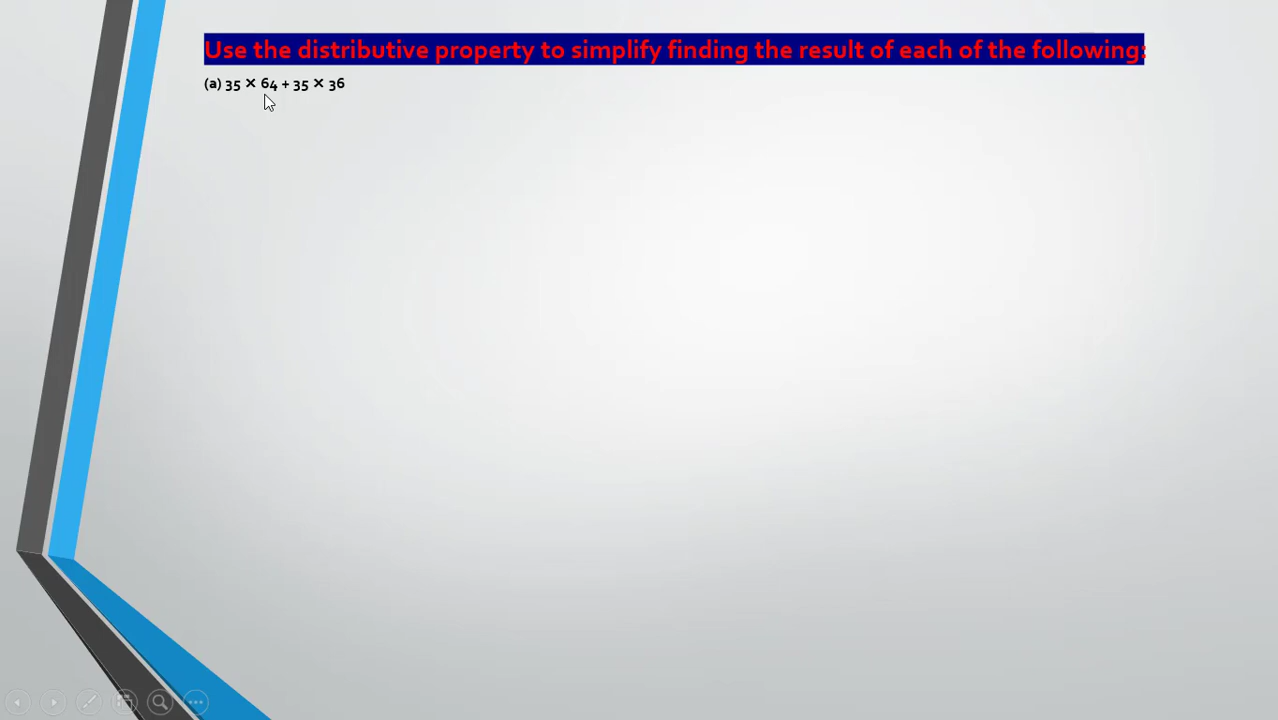 Use the distributive property to simplify finding the result of each of the following:
(a) 35 × 64 + 35 × 36